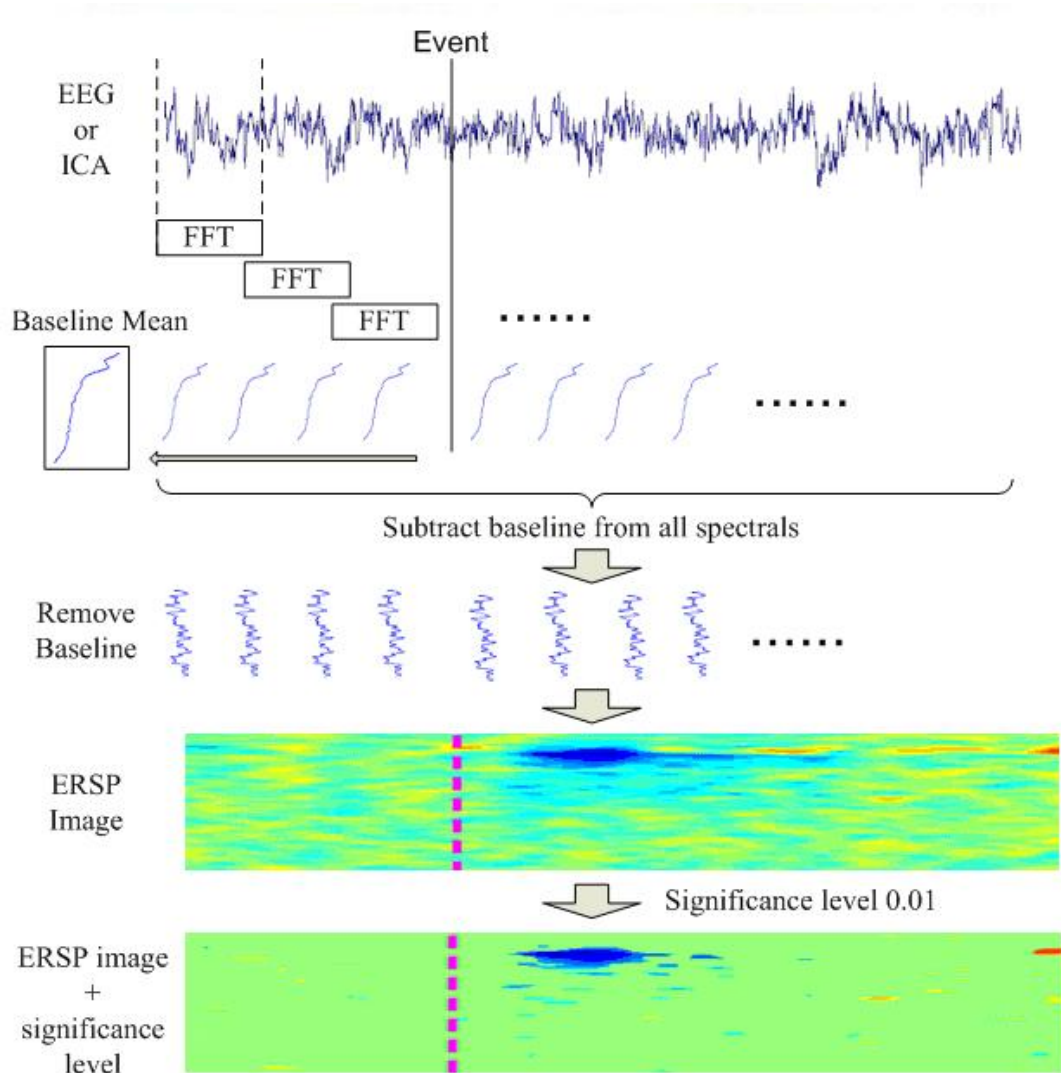 Event
EEG
or
ICA
FFT
FFT
FFT
Baseline Mean
Subtract baseline from all spectrals
Remove
Baseline
ERSP
Image
Significance level 0.01
ERSP image
+
significance
level